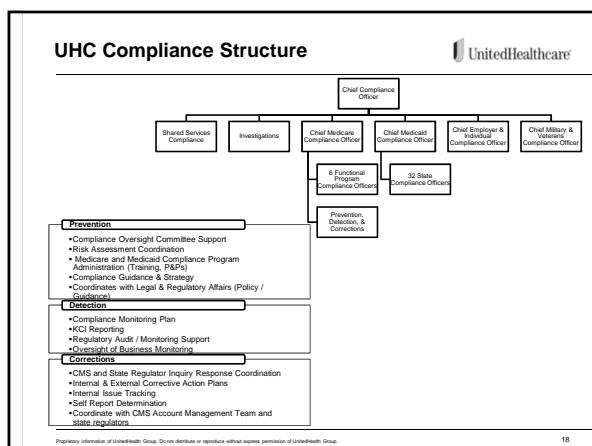 UHC Compliance Structure
UnitedHealthcare
Chief Compliance
Officer
Shared Services
Compliance
Investigations
Chief Medicare
Compliance Officer
Chief Medicaid
Compliance Officer
Chief Employer &
Individual
Compliance Officer
Chief Military &
Veterans
Compliance Officer
6 Functional
Program
Compliance Officers
32 State
Compliance Officers
Prevention,
Detection, &
Corrections
Prevention
•Compliance Oversight Committee Support
•Risk Assessment Coordination
• Medicare and Medicaid Compliance Program
Administration (Training, P&Ps)
•Compliance Guidance & Strategy
•Coordinates with Legal & Regulatory Affairs (Policy /
Guidance)
Detection
•Compliance Monitoring Plan
•KCI Reporting
•Regulatory Audit / Monitoring Support
•Oversight of Business Monitoring
Corrections
•CMS and State Regulator Inquiry Response Coordination
•Internal & External Corrective Action Plans
•Internal Issue Tracking
•Self Report Determination
•Coordinate with CMS Account Management Team and
state regulators
Proprietary information of UnitedHealth Group. Do not distribute or reproduce without express permission of UnitedHealth Group.
18